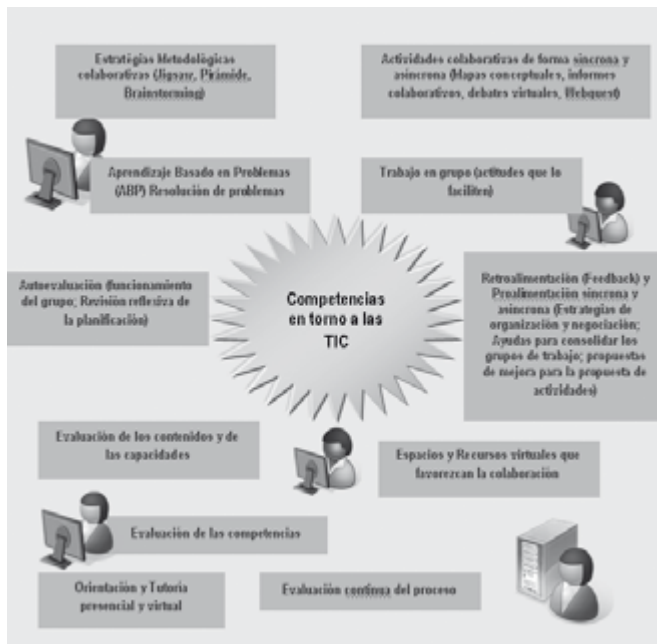 Estratégias Metodológicas
colaborativas (Jigsaw, Pirámide,
Brainstorming)
Actividades colaborativas de forma síncrona y
asíncrona (Mapas conceptuales, informes
colaborativos, debates virtuales, Webquest)
Aprendizaje Basado en Problemas
(ABP) Resolución de problemas
Trabajo en grupo (actitudes que lo
faciliten)
Autoevaluación (funcionamiento
del grupo; Revisión reflexiva de
la planificación)
Competencias
en torno a las
TIC
Retroalimentación (Feedback) y
Proalimentación síncrona y
asíncrona (Estrategias de
organización y negociación;
Ayudas para consolidar los
grupos de trabajo; propuestas
de mejora para la propuesta de
actividades)
Evaluación de los contenidos y de
las capacidades
Espacios y Recursos virtuales que
favorezcan la colaboración
Evaluación de las competencias
Orientación y Tutoría
presencial y virtual
Evaluación continua del proceso